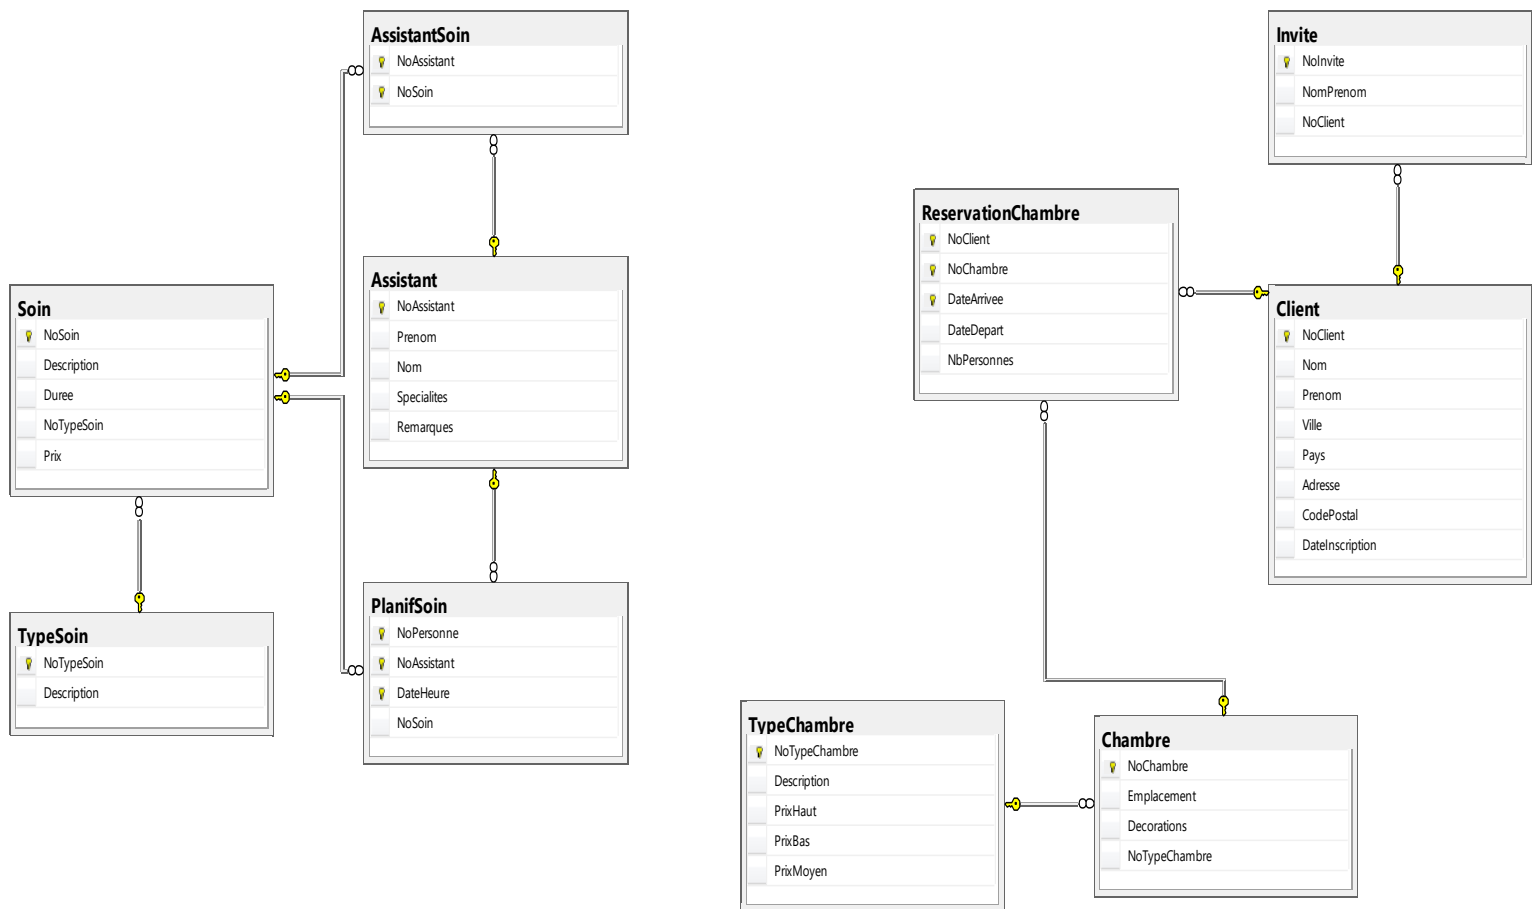 AssistantSoin
NoAssistant
NoSoin
Invite
NoInvite
NomPrenom
NoClient
ReservationChambre
NoClient
NoChambre
DateArrivee
DateDepart
NbPersonnes
Assistant
NoAssistant
Prenom
Nom
Specialites
Remarques
Soin
NoSoin
Description
Duree
NoTypeSoin
Prix
Client
NoClient
Nom
Prenom
Ville
Pays
Adresse
CodePostal
DateInscription
TypeSoin
NoTypeSoin
Description
PlanifSoin
NoPersonne
NoAssistant
DateHeure
NoSoin
TypeChambre
NoTypeChambre
Description
PrixHaut
PrixBas
PrixMoyen
Chambre
NoChambre
Emplacement
Decorations
NoTypeChambre